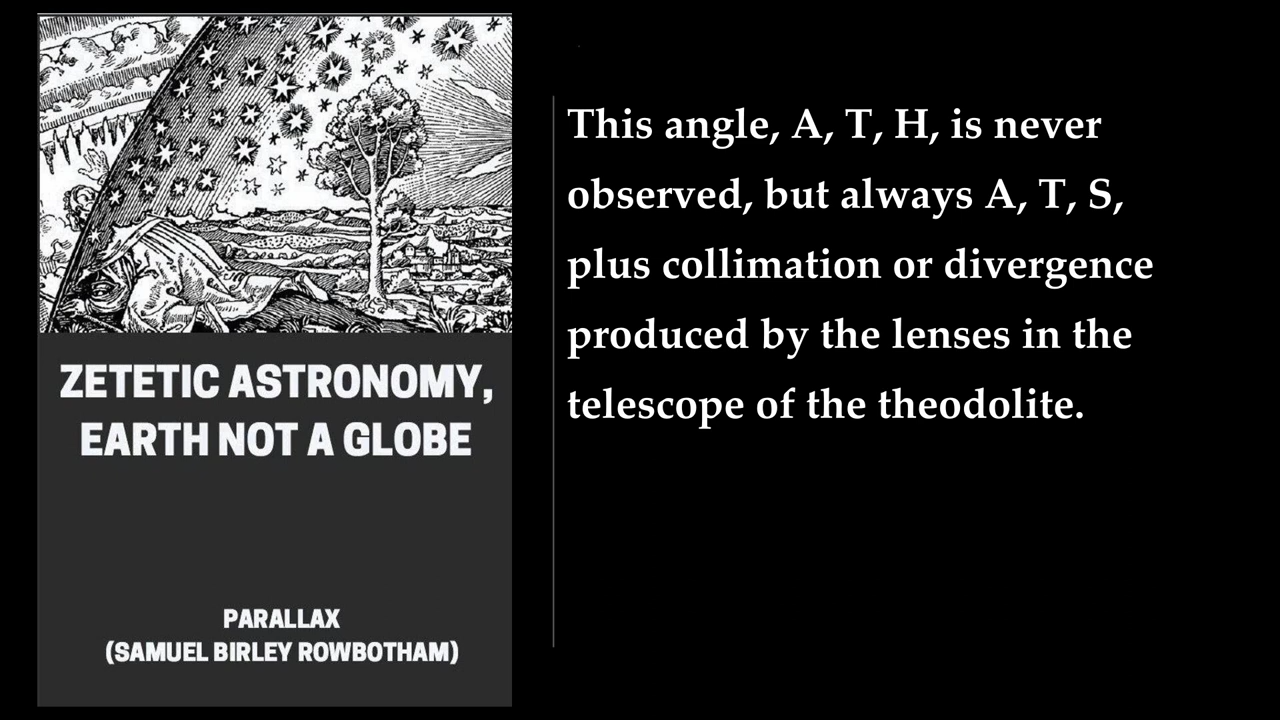 ZETETIC ASTRONOMY,
EARTH NOT A GLOBE
PARALLAX
(SAMUEL BIRLEY ROWBOTHAM)
This angle, A, T, H, is never
observed, but always A, T, S,
plus collimation or divergence
produced by the lenses in the
telescope of the theodolite.